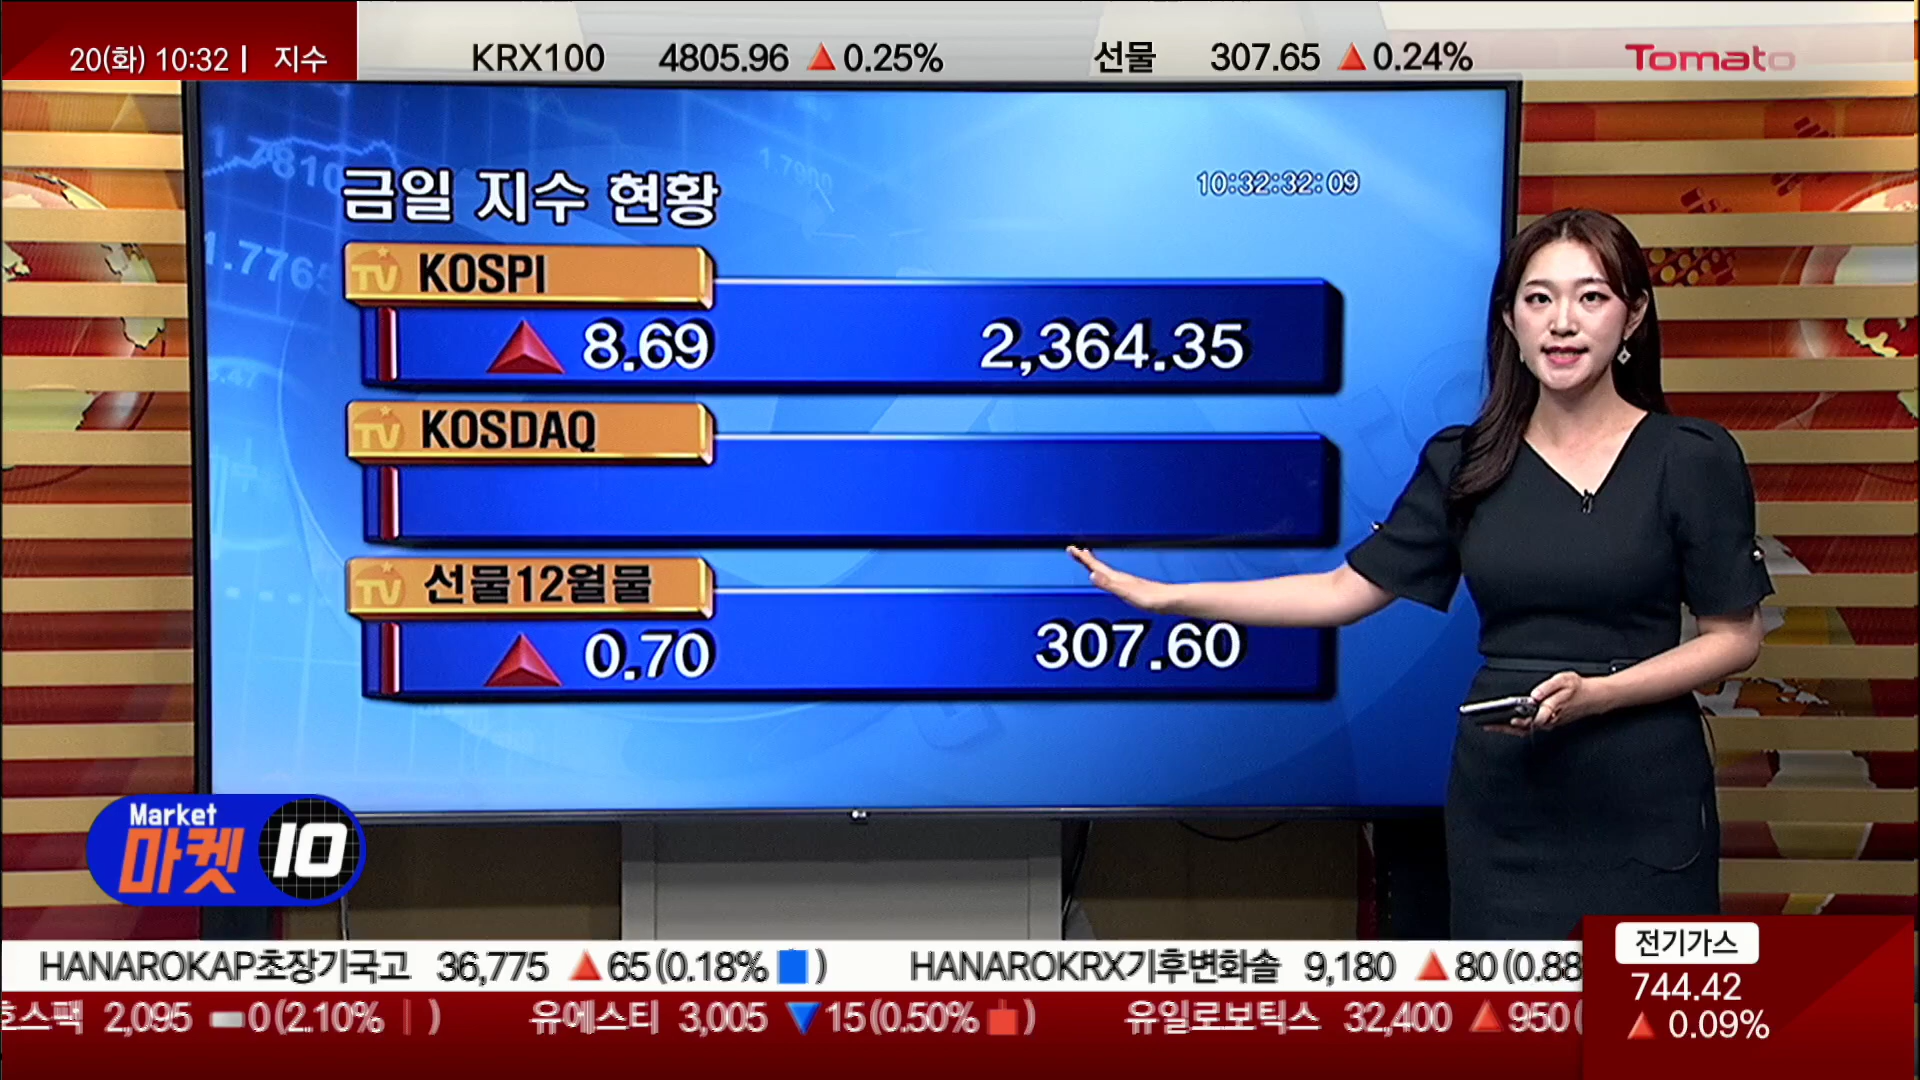 20(화) 10:32 | 지수 KRX100 4805.96 ▲ 0.25% 선물 307.65 ▲ 0.24% Tomato
금일 지수 현황 10:32:32:09
TV KOSPI
▲ 8.69 2,364.35
TV KOSDAQ
TV 선물12월물
▲ 0.70 307.60
Market
마켓 10
HANAROKAP초장기국고 36,775 ▲ 65 (0.18% ) HANAROKRX기후변화솔 9,180 ▲ 80 (0.88
스팩 2,095 0 (2.10% ) 유에스티 3,005 ▼ 15 (0.50% ) 유일로보틱스 32,400 ▲ 950 (
전기가스
744.42
▲ 0.09%